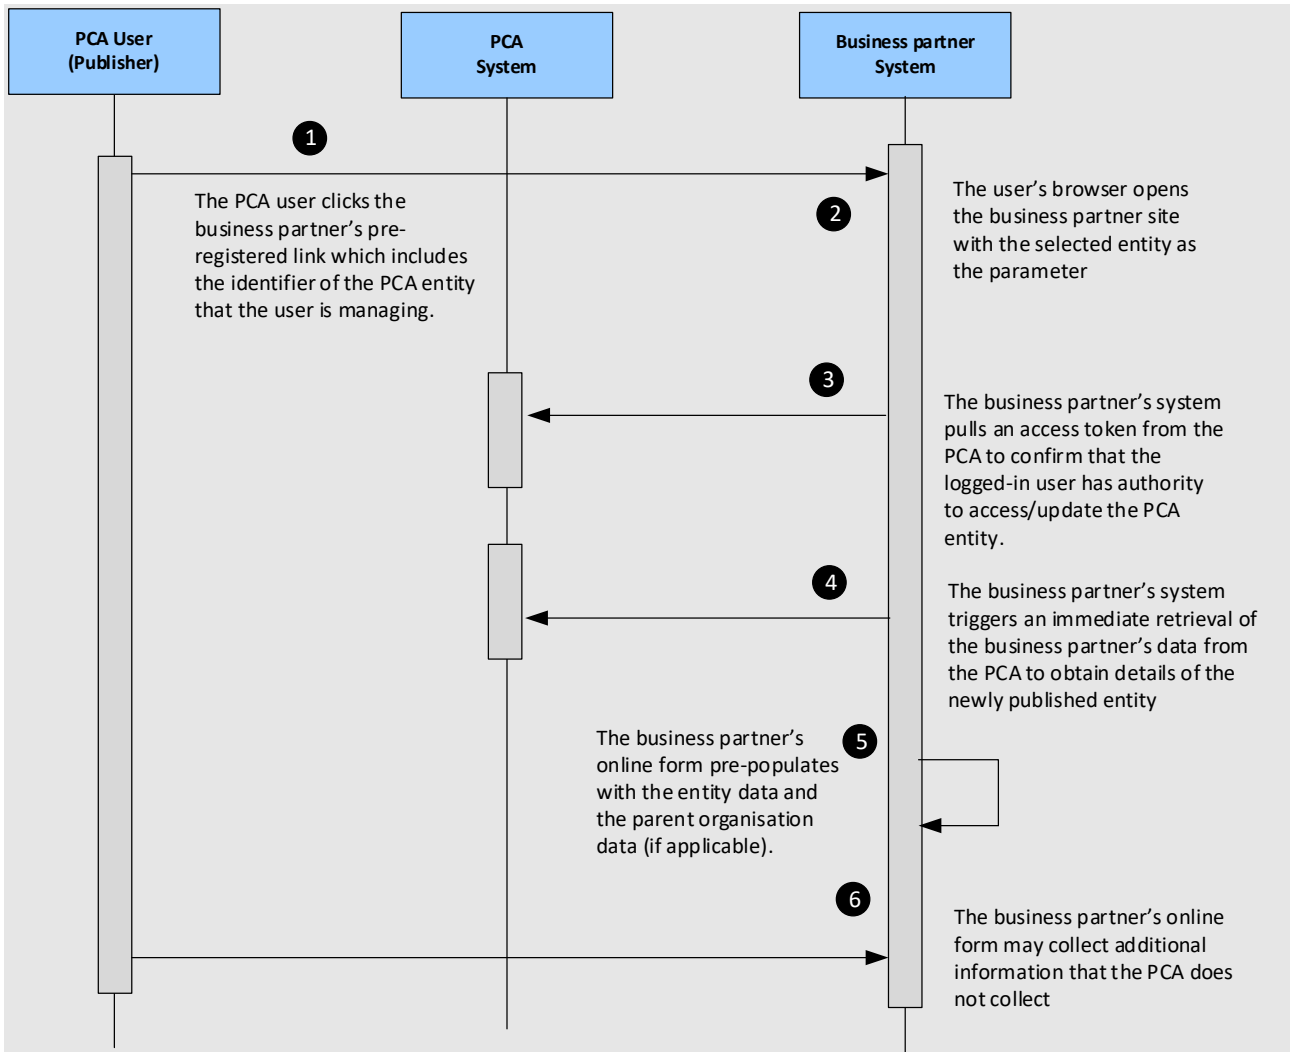 PCA User
(Publisher)
PCA
System
Business partner
System
1
The PCA user clicks the
business partner's pre-
registered link which includes
the identifier of the PCA entity
that the user is managing.
2
The user's browser opens
the business partner site
with the selected entity as
the parameter
3
The business partner's system
pulls an access token from the
PCA to confirm that the
logged-in user has authority
to access/update the PCA
entity.
4
The business partner's system
triggers an immediate retrieval of
the business partner's data from
the PCA to obtain details of the
newly published entity
5
The business partner's
online form pre-populates
with the entity data and
the parent organisation
data (if applicable).
6
The business partner's online
form may collect additional
information that the PCA does
not collect